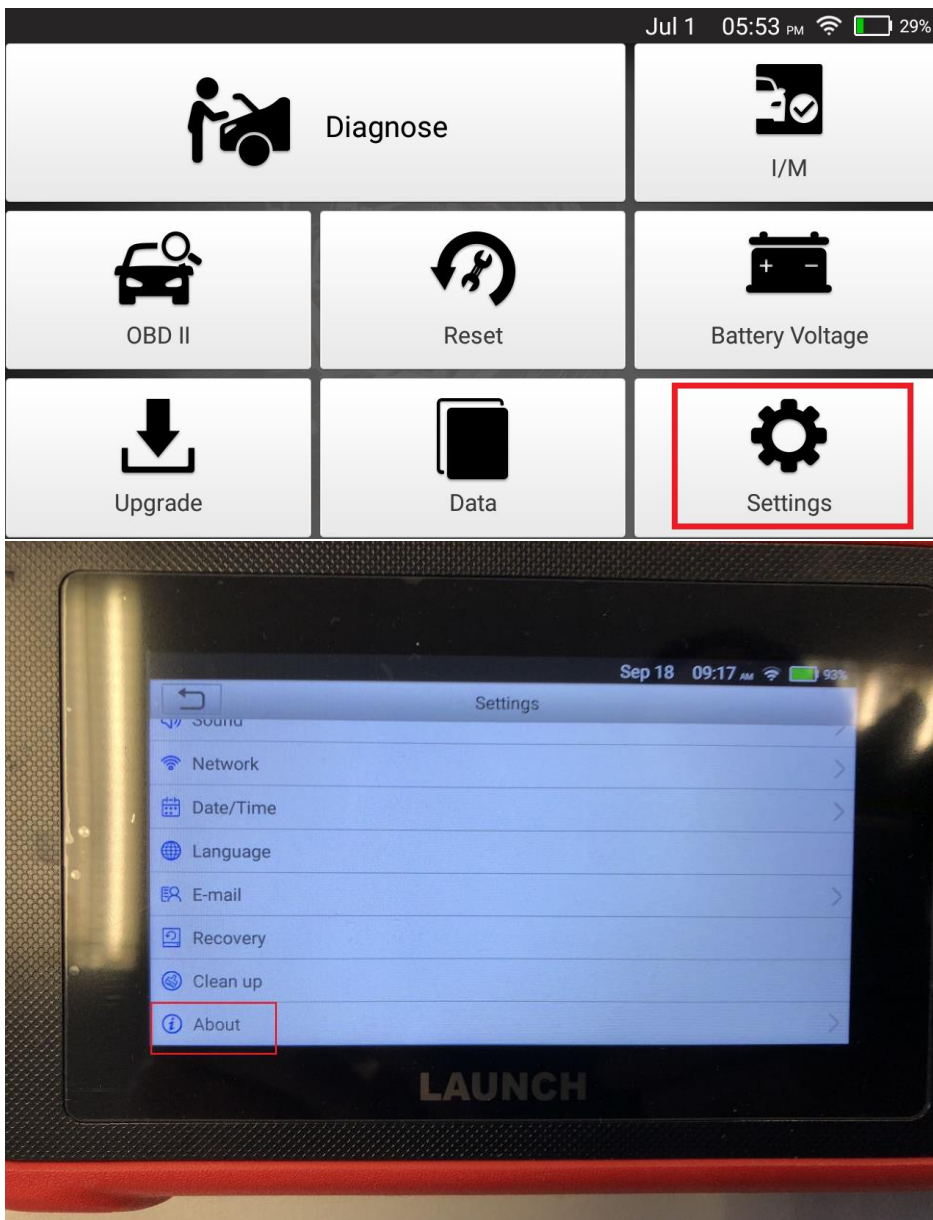 Jul 1 05:53 PM 29%
Diagnose
I/M
OBD II
Reset
Battery Voltage
Upgrade
Data
Settings
Sep 18 09:17 AM 93%
Settings
Sound
Network
Date/Time
Language
E-mail
Recovery
Clean up
About
LAUNCH